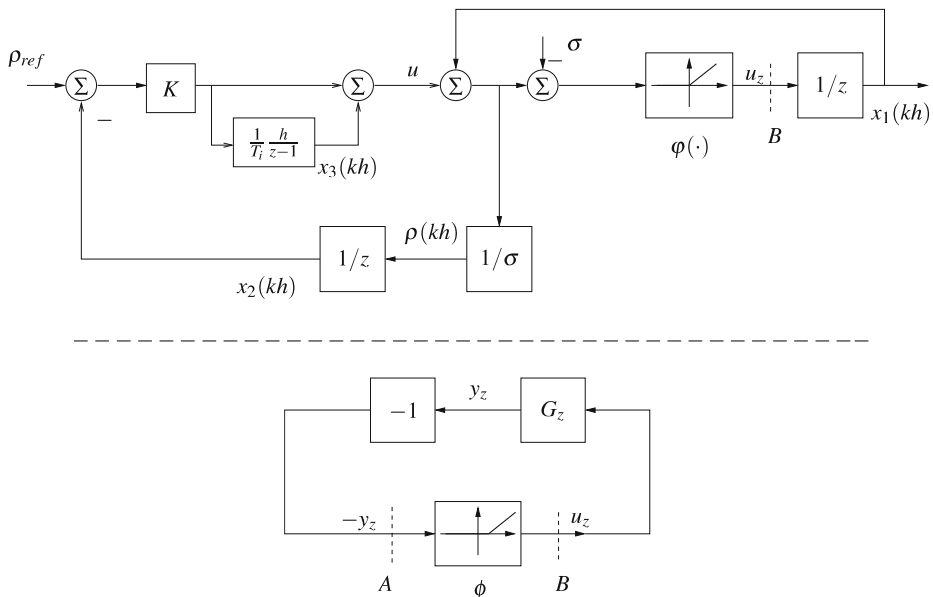 ρ_ref
Σ
−
K
1/T_i h/(z−1)
x_3(kh)
Σ
u
Σ
Σ
− σ
φ(·)
u_z
B
1/z
x_1(kh)
1/σ
ρ(kh)
1/z
x_2(kh)
−1
y_z
G_z
−y_z
A
ϕ
u_z
B